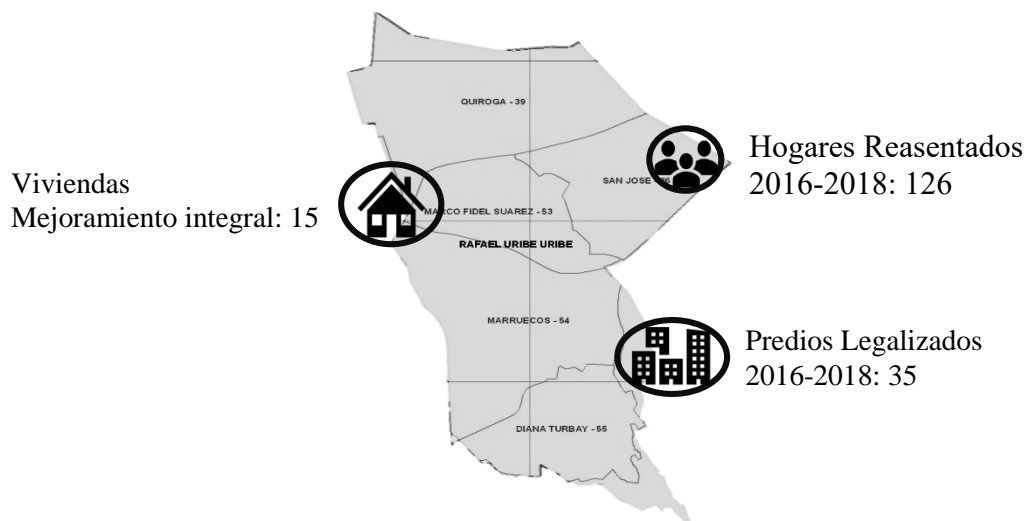 QUIROGA - 39
Hogares Reasentados
2016-2018: 126
SAN JOSE
Viviendas
Mejoramiento integral: 15
MARCO FIDEL SUAREZ - 53
RAFAEL URIBE URIBE
MARRUECOS - 54
Predios Legalizados
2016-2018: 35
DIANA TURBAY - 55